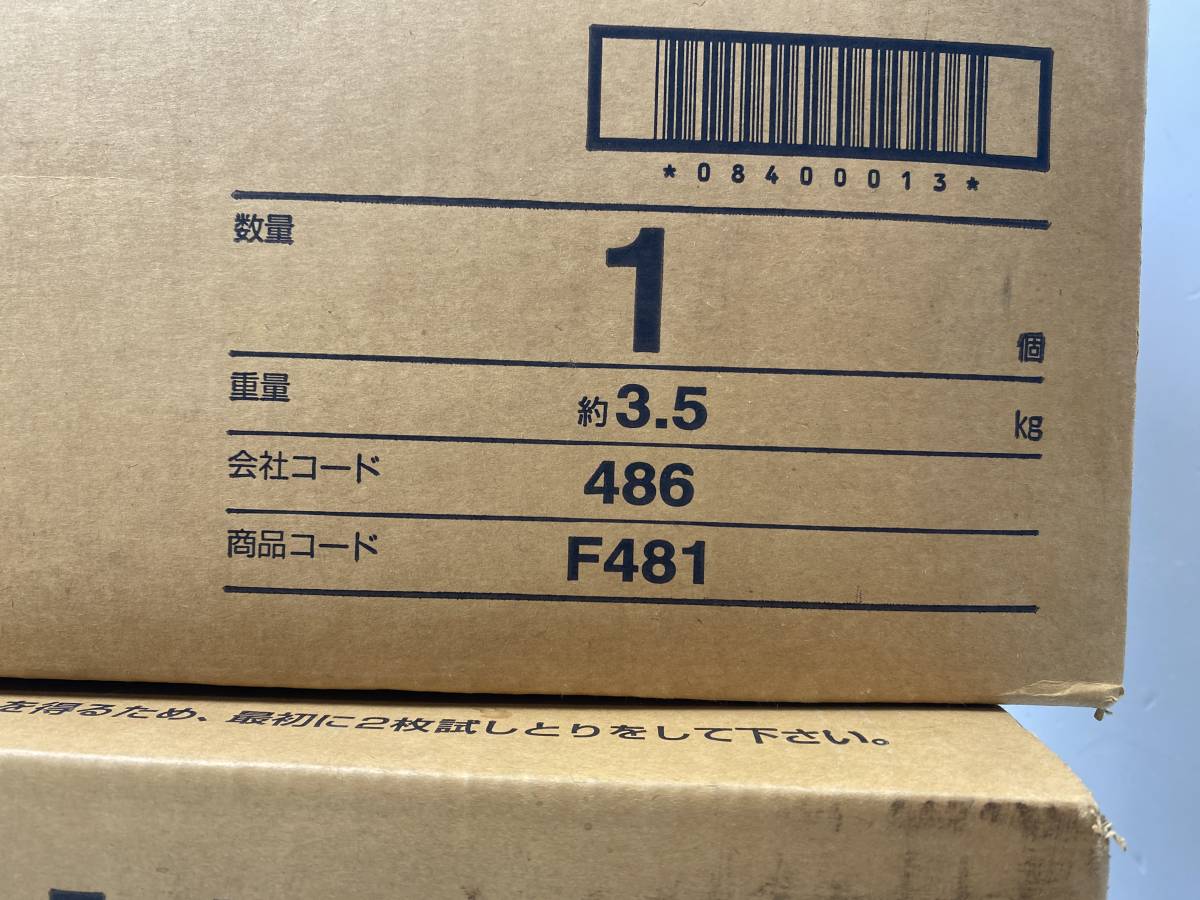 *08400013*
数量 1 個
重量 約3.5 kg
会社コード 486
商品コード F481
を得るため、最初に2枚試しとりをして下さい。